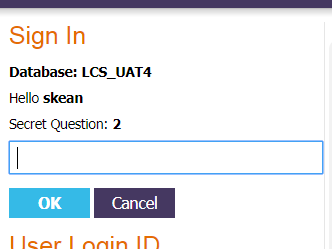 Sign In
Database: LCS_UAT4
Hello skean
Secret Question: 2
OK Cancel
User Login ID